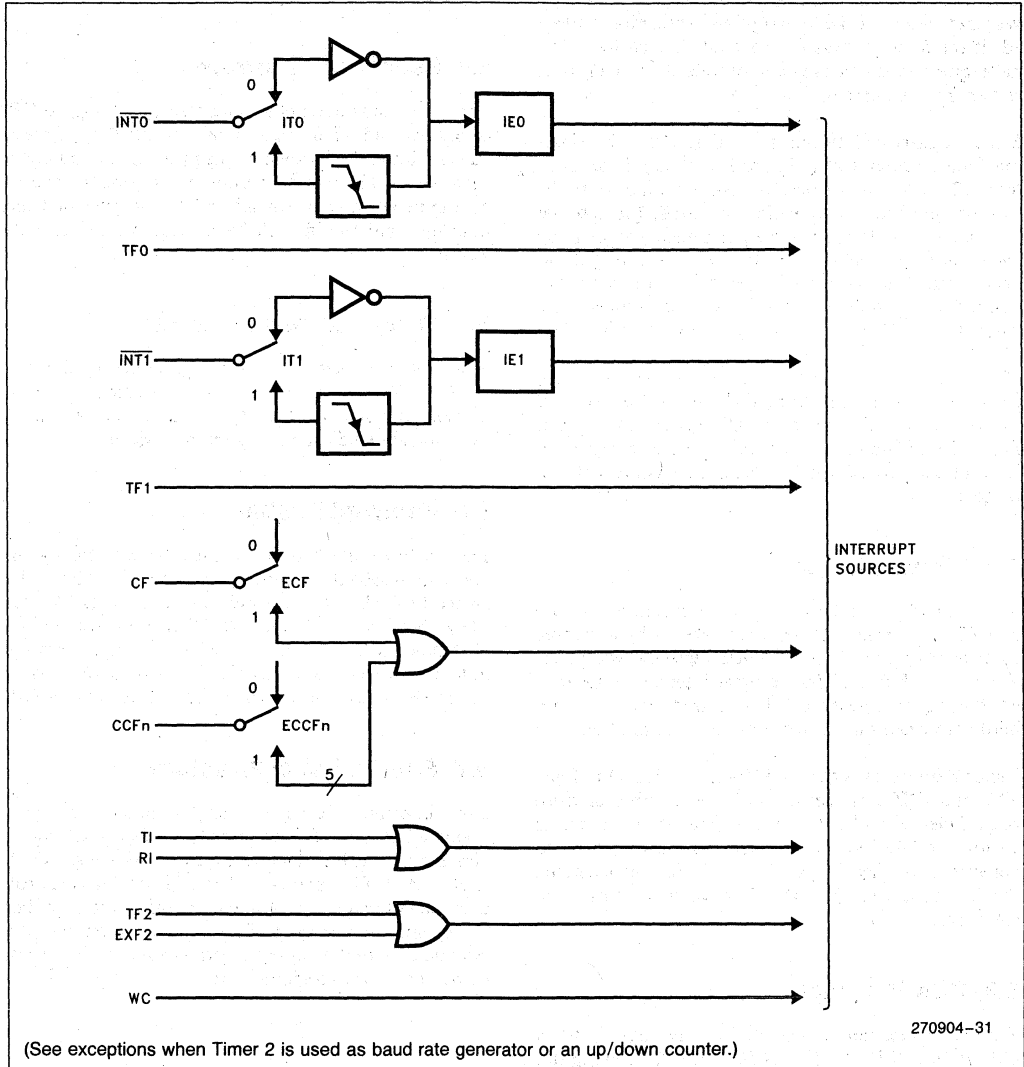 0
INT0
IT0
IE0
1
TF0
0
INT1
IT1
IE1
1
TF1
0
CF
ECF
1
INTERRUPT
SOURCES
0
CCFn
ECCFn
1
5
TI
RI
TF2
EXF2
WC
270904-31
(See exceptions when Timer 2 is used as baud rate generator or an up/down counter.)